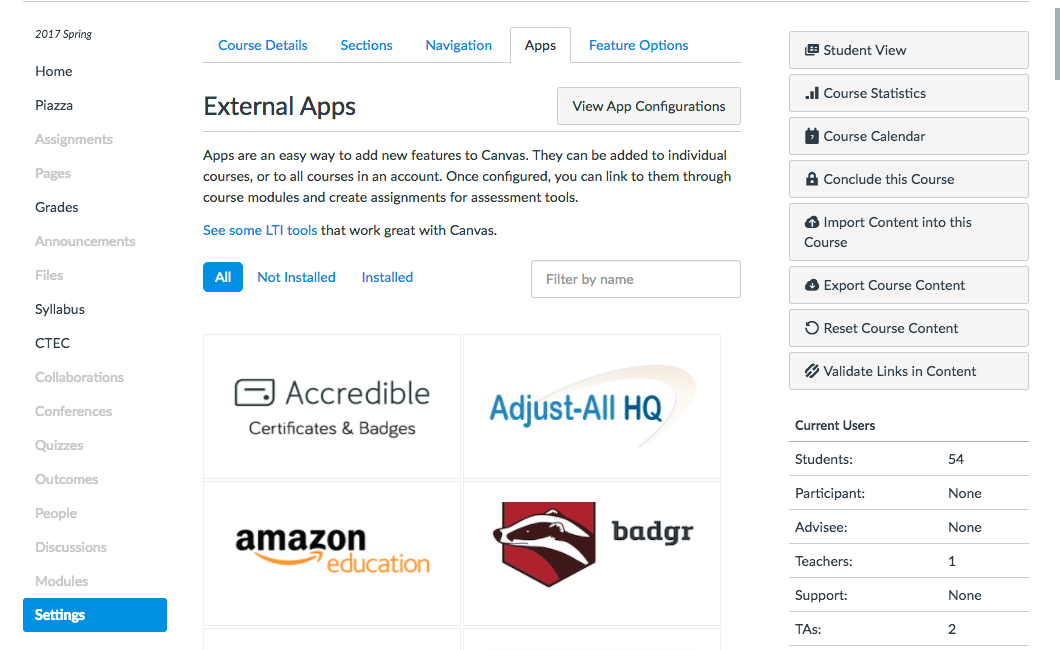 2017 Spring
Home
Piazza
Assignments
Pages
Grades
Announcements
Files
Syllabus
CTEC
Collaborations
Conferences
Quizzes
Outcomes
People
Discussions
Modules
Settings
Course Details
Sections
Navigation
Apps
Feature Options
External Apps
View App Configurations
Apps are an easy way to add new features to Canvas. They can be added to individual
courses, or to all courses in an account. Once configured, you can link to them through
course modules and create assignments for assessment tools.
See some LTI tools that work great with Canvas.
All
Not Installed
Installed
Filter by name
Accredible
Certificates & Badges
Adjust-All HQ
amazon
education
badgr
Student View
Course Statistics
Course Calendar
Conclude this Course
Import Content into this
Course
Export Course Content
Reset Course Content
Validate Links in Content
Current Users
Students: 54
Participant: None
Advisee: None
Teachers: 1
Support: None
TAs: 2